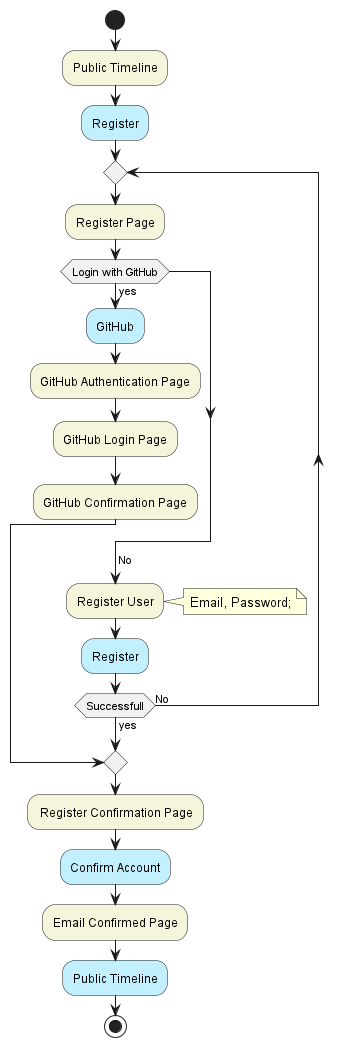 Public Timeline
Register
Register Page
Login with GitHub
yes
GitHub
GitHub Authentication Page
GitHub Login Page
GitHub Confirmation Page
No
Register User
Email, Password;
Register
Successfull
No
yes
Register Confirmation Page
Confirm Account
Email Confirmed Page
Public Timeline